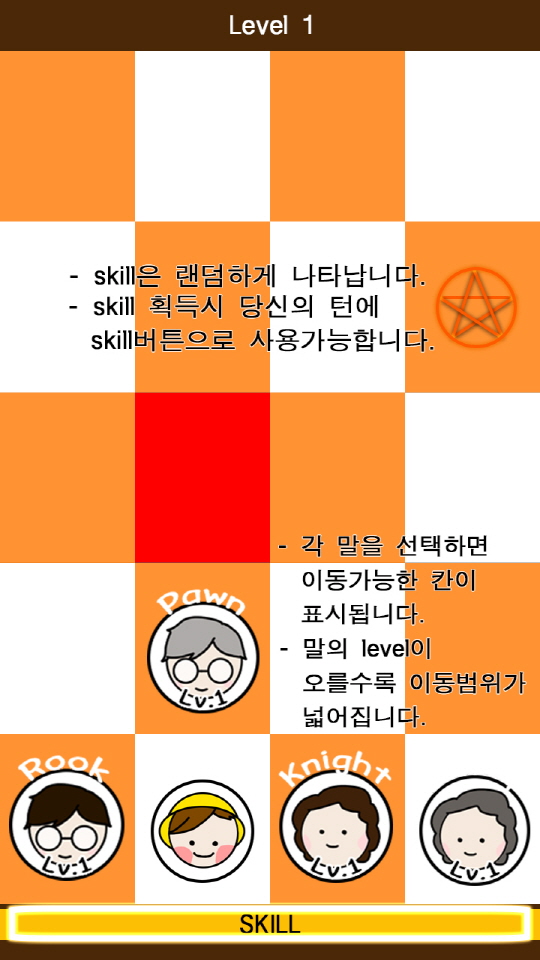 Level 1
- skill은 랜덤하게 나타납니다.
- skill 획득시 당신의 턴에
skill버튼으로 사용가능합니다.
- 각 말을 선택하면
이동가능한 칸이
표시됩니다.
- 말의 level이
오를수록 이동범위가
넓어집니다.
Pawn
Lv.1
Rook
Lv.1
Knight
Lv.1
Lv.1
SKILL